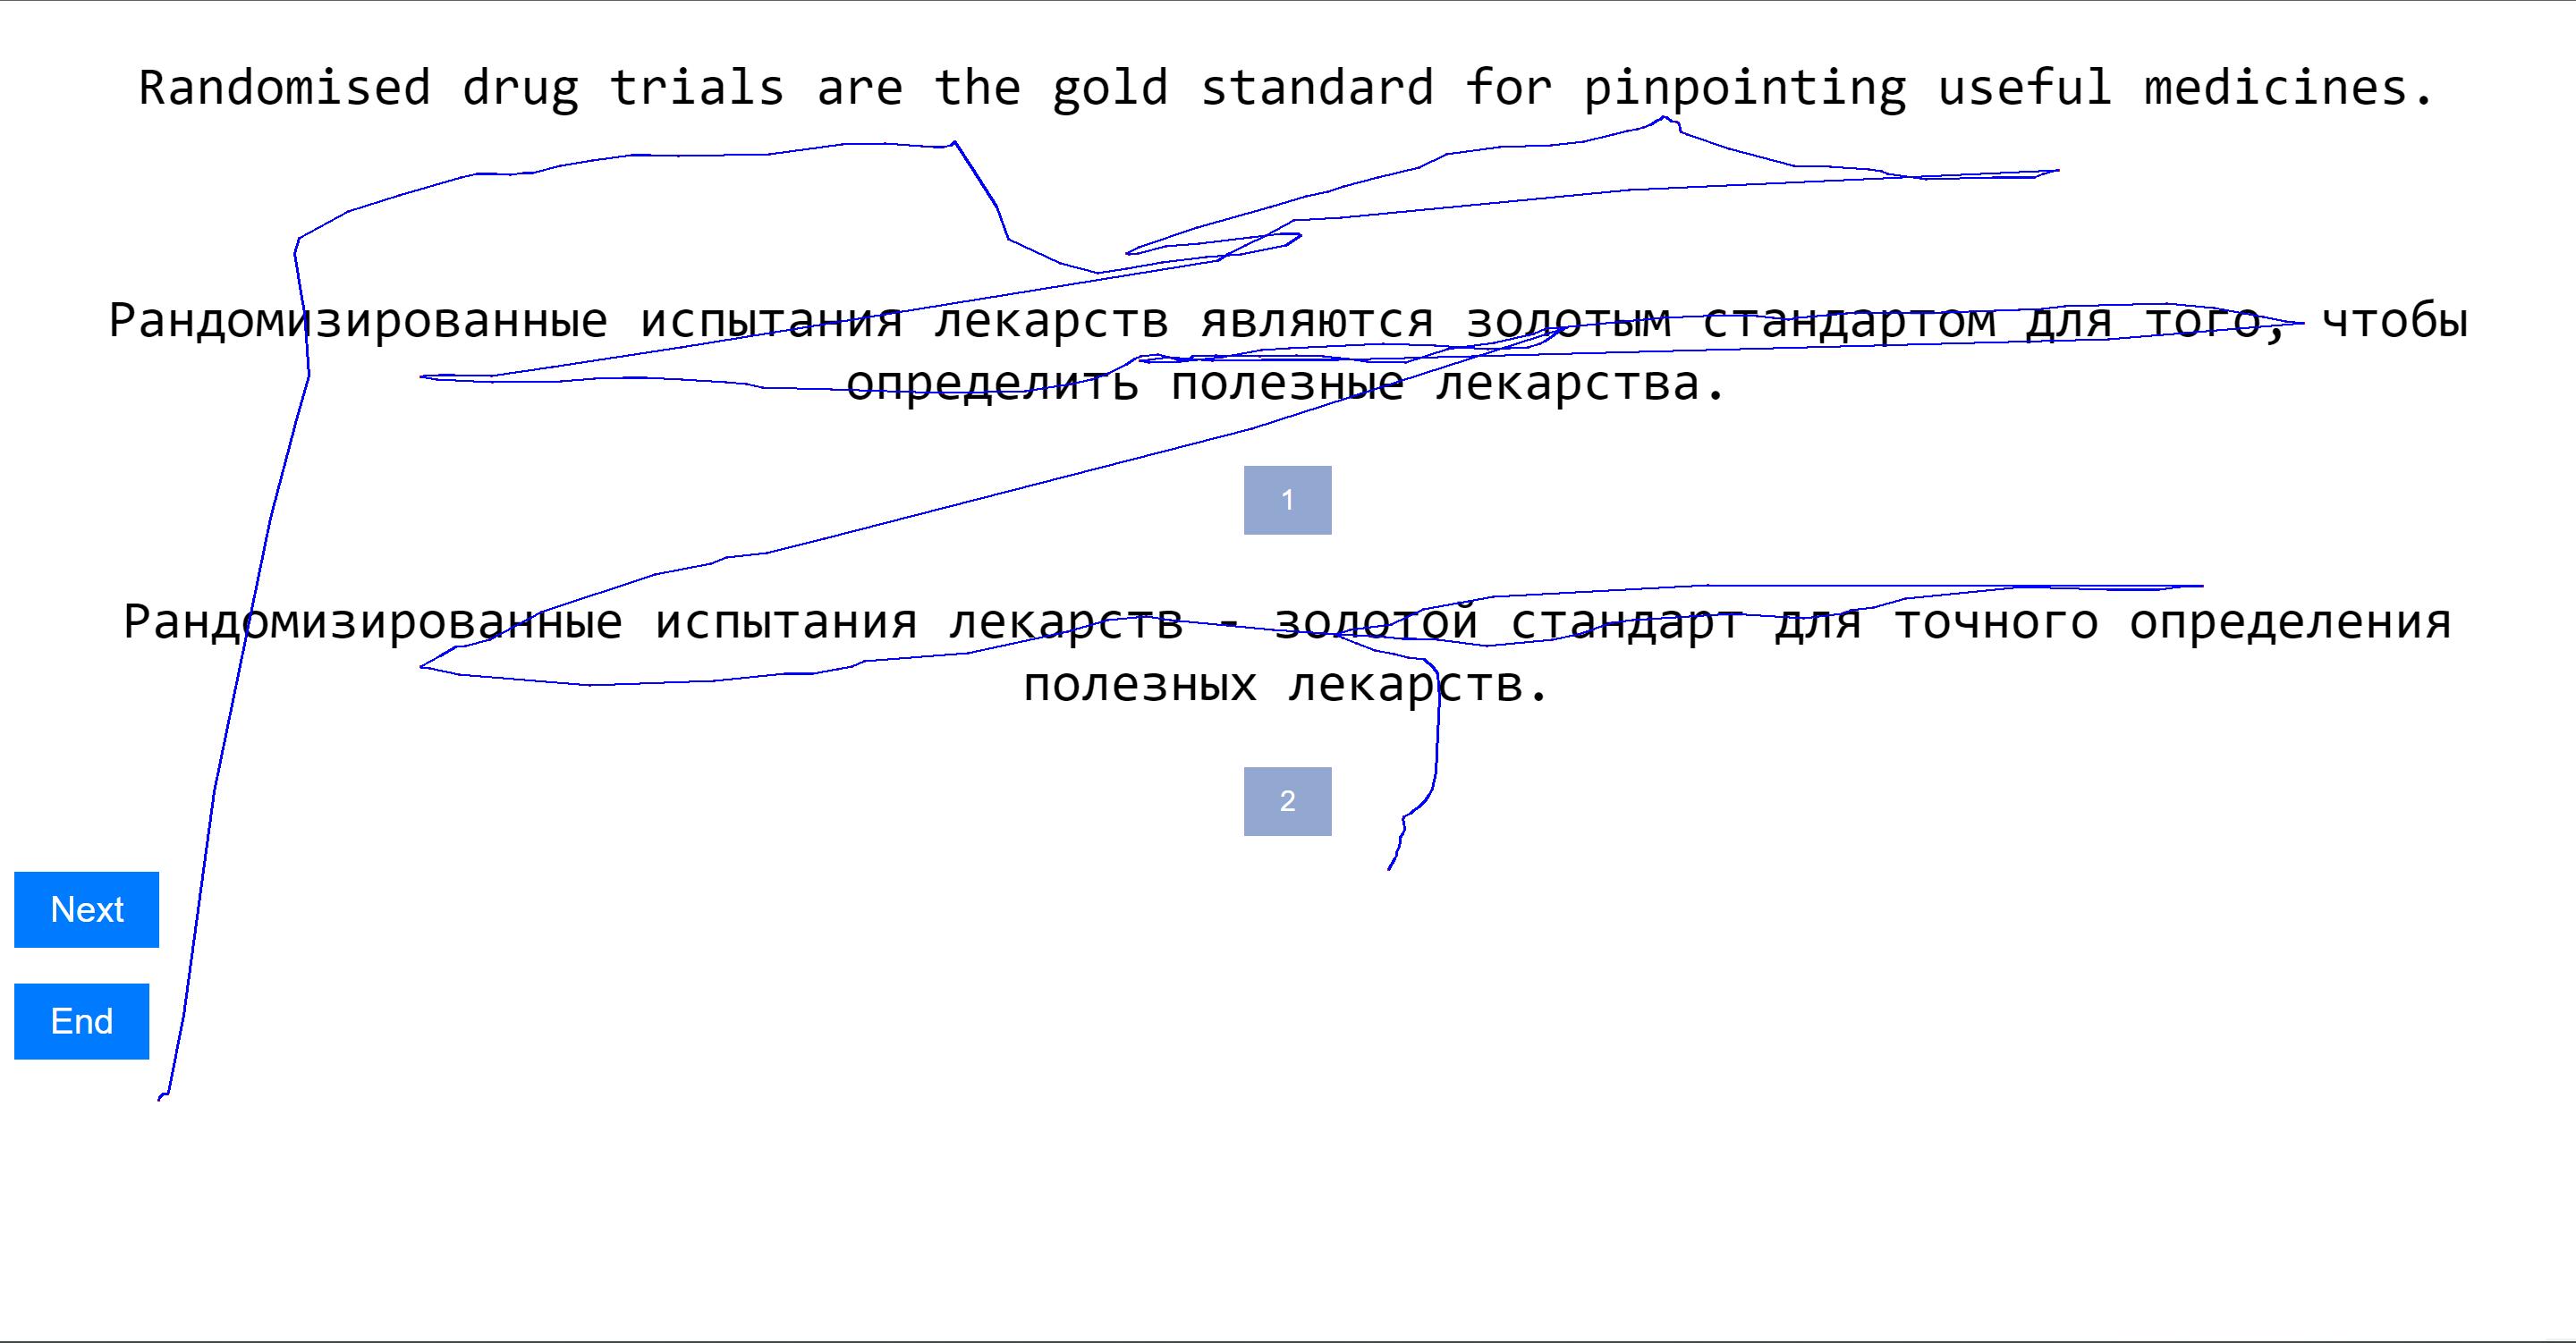 Randomised drug trials are the gold standard for pinpointing useful medicines.
Рандомизированные испытания лекарств являются золотым стандартом для того, чтобы
определить полезные лекарства.
1
Рандомизированные испытания лекарств - золотой стандарт для точного определения
полезных лекарств.
2
Next
End